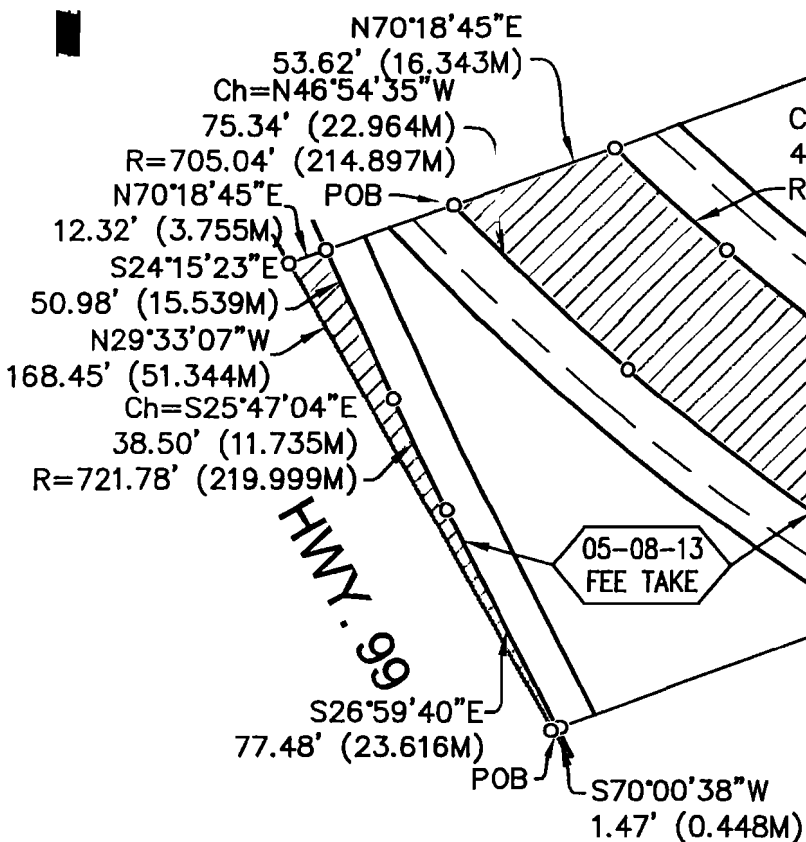 N70°18'45"E
53.62' (16.343M)
Ch=N46°54'35"W
75.34' (22.964M)
R=705.04' (214.897M)
C
4
R
N70°18'45"E
POB
12.32' (3.755M)
S24°15'23"E
50.98' (15.539M)
N29°33'07"W
168.45' (51.344M)
Ch=S25°47'04"E
38.50' (11.735M)
R=721.78' (219.999M)
HWY. 99
05-08-13
FEE TAKE
S26°59'40"E
77.48' (23.616M)
POB
S70°00'38"W
1.47' (0.448M)